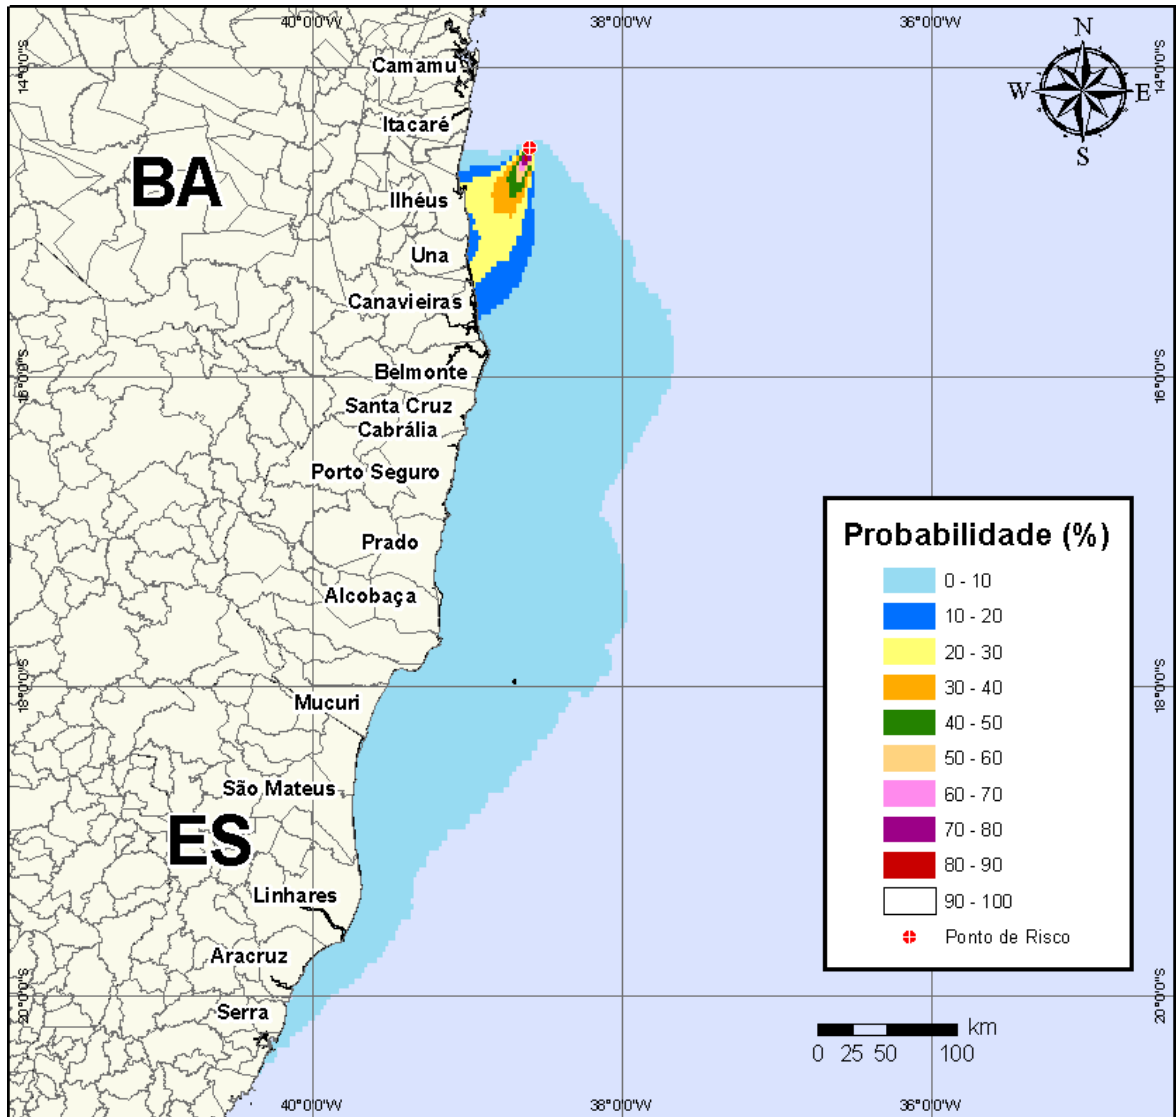 40°0'0"W 38°0'0"W 36°0'0"W
14°0'0"S 14°0'0"S
N
W E
S
Camamu
Itacaré
BA
Ilhéus
Una
Canavieiras
Belmonte
16°0'0"S 16°0'0"S
Santa Cruz
Cabrália
Porto Seguro
Prado
Alcobaça
18°0'0"S 18°0'0"S
Mucuri
São Mateus
ES
Linhares
Aracruz
20°0'0"S 20°0'0"S
Serra
Probabilidade (%)
0 - 10
10 - 20
20 - 30
30 - 40
40 - 50
50 - 60
60 - 70
70 - 80
80 - 90
90 - 100
Ponto de Risco
km
0 25 50 100
40°0'0"W 38°0'0"W 36°0'0"W